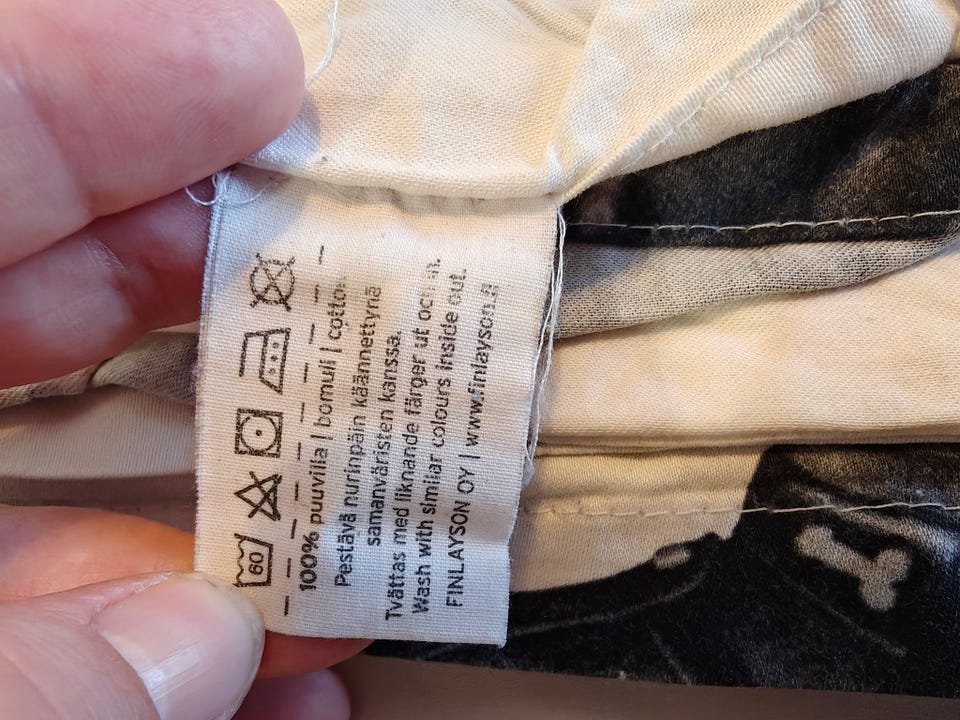 60
100% puuvilla | bomull | cotton
Pestävä nurinpäin käännettynä
samanväristen kanssa.
Tvättas med liknande färger ut och in.
Wash with similar colours inside out.
FINLAYSON OY | www.finlayson.fi